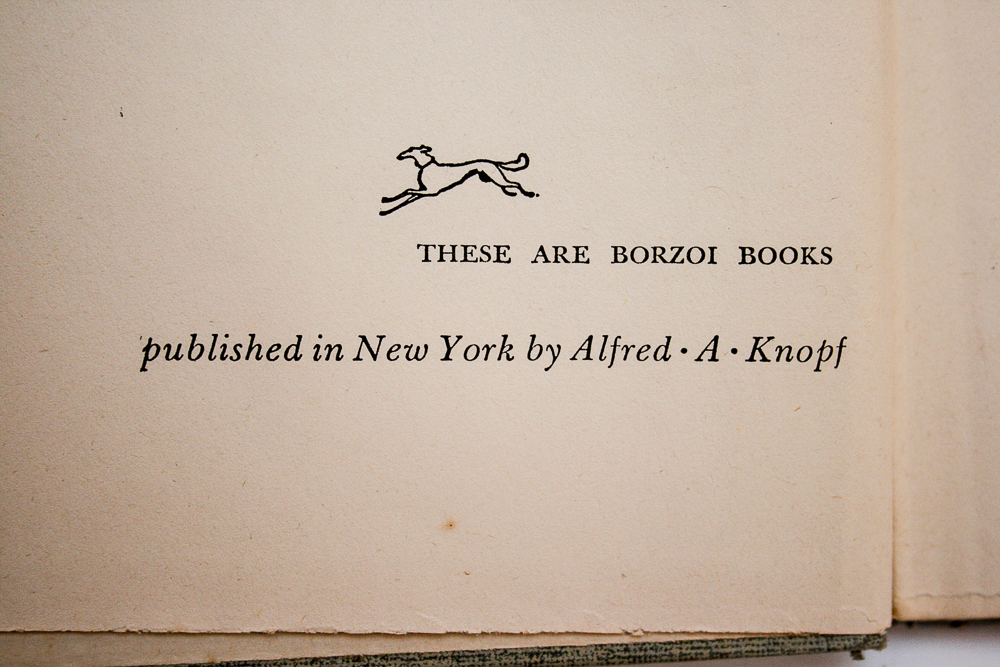 THESE ARE BORZOI BOOKS
published in New York by Alfred · A · Knopf